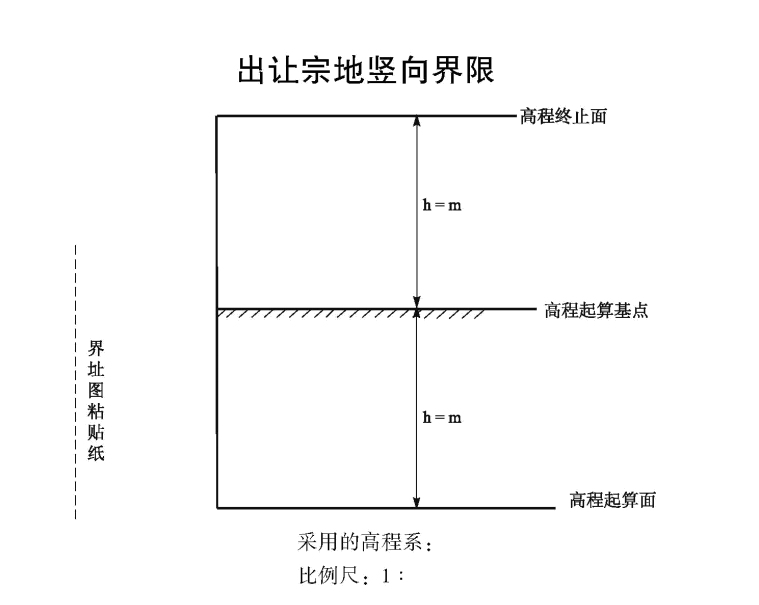 出让宗地竖向界限
高程终止面
h = m
高程起算基点
界址图粘贴纸
h = m
高程起算面
采用的高程系：
比例尺：1：